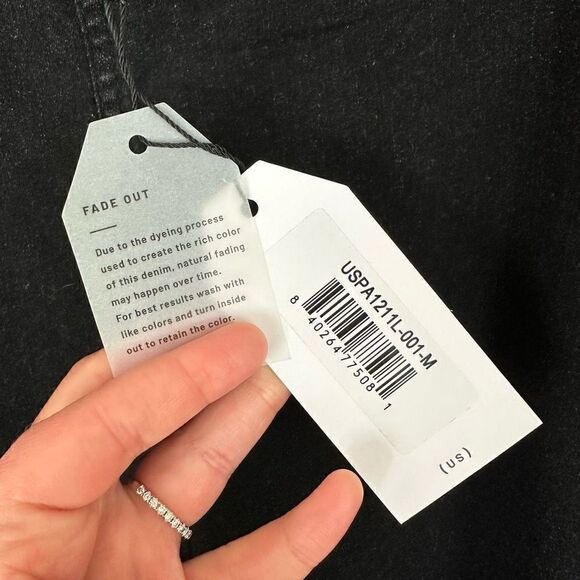 FADE OUT
Due to the dyeing process
used to create the rich color
of this denim, natural fading
may happen over time.
For best results wash with
like colors and turn inside
out to retain the color.
USPA1211L-001-M
8 40264 77508 1
(US)